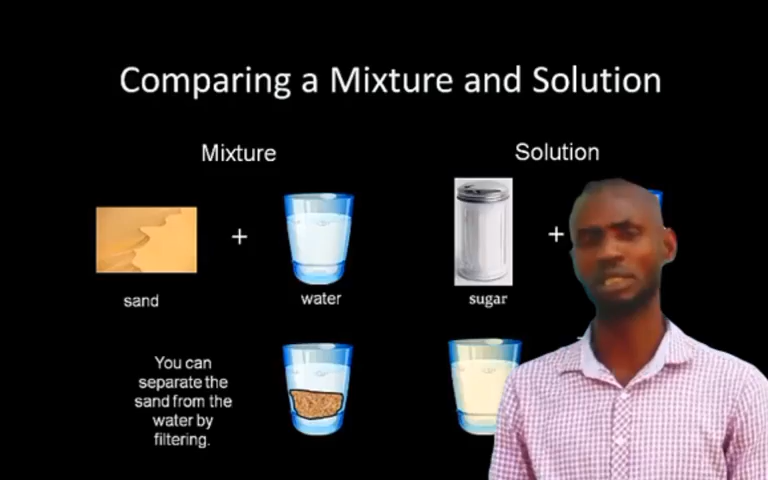 Comparing a Mixture and Solution
Mixture
Solution
+
+
sand
water
sugar
You can
separate the
sand from the
water by
filtering.